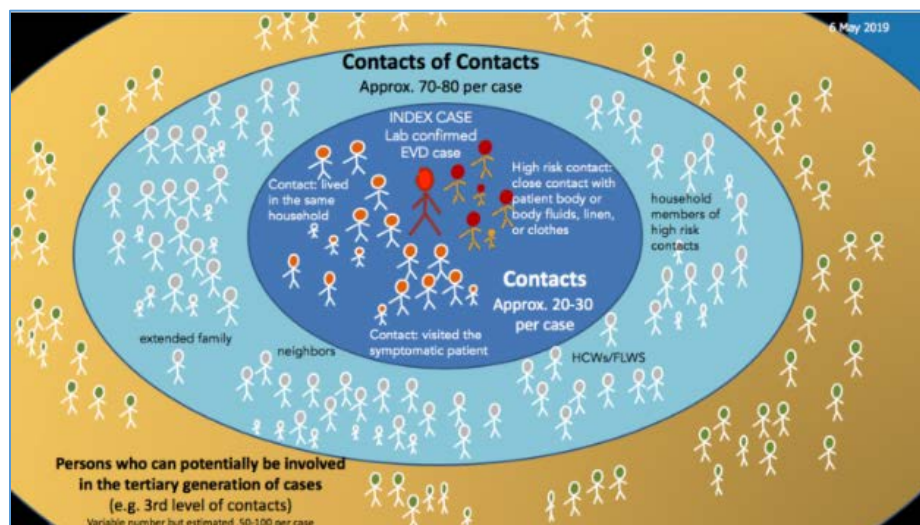 6 May 2019
Contacts of Contacts
Approx. 70-80 per case
INDEX CASE
Lab confirmed
EVD case
Contact: lived
in the same
household
High risk contact:
close contact with
patient body or
body fluids, linen,
or clothes
household
members of
high risk
contacts
Contacts
Approx. 20-30
per case
Contact: visited the
symptomatic patient
extended family
neighbors
HCWs/FLWS
Persons who can potentially be involved
in the tertiary generation of cases
(e.g. 3rd level of contacts)
Variable number but estimated 50-100 per case